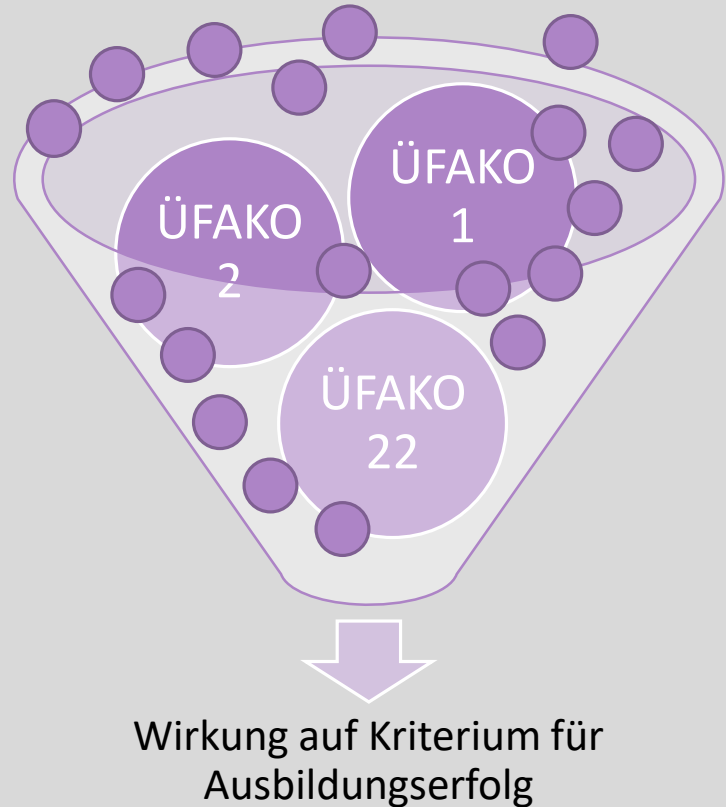 ÜFAKO
1
ÜFAKO
2
ÜFAKO
22
Wirkung auf Kriterium für
Ausbildungserfolg